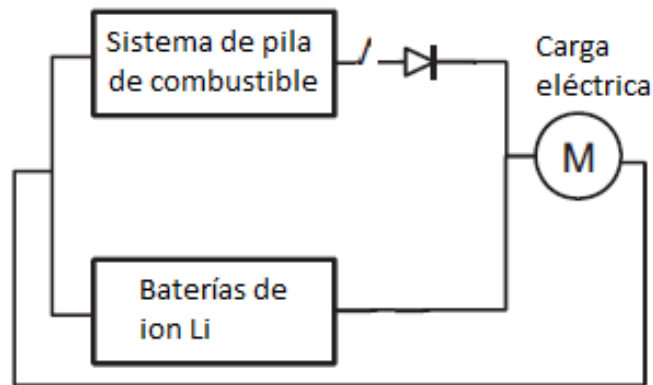 Sistema de pila
de combustible
Carga
eléctrica
M
Baterías de
ion Li